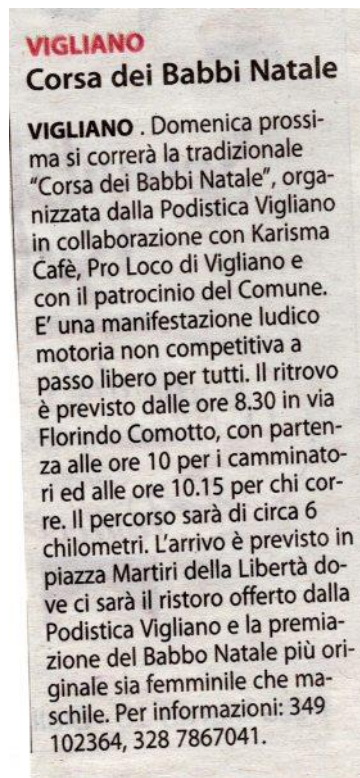 VIGLIANO
Corsa dei Babbi Natale
VIGLIANO . Domenica prossi-
ma si correrà la tradizionale
“Corsa dei Babbi Natale”, orga-
nizzata dalla Podistica Vigliano
in collaborazione con Karisma
Cafè, Pro Loco di Vigliano e
con il patrocinio del Comune.
E’ una manifestazione ludico
motoria non competitiva a
passo libero per tutti. Il ritrovo
è previsto dalle ore 8.30 in via
Florindo Comotto, con parten-
za alle ore 10 per i camminato-
ri ed alle ore 10.15 per chi cor-
re. Il percorso sarà di circa 6
chilometri. L’arrivo è previsto in
piazza Martiri della Libertà do-
ve ci sarà il ristoro offerto dalla
Podistica Vigliano e la premia-
zione del Babbo Natale più ori-
ginale sia femminile che ma-
schile. Per informazioni: 349
102364, 328 7867041.